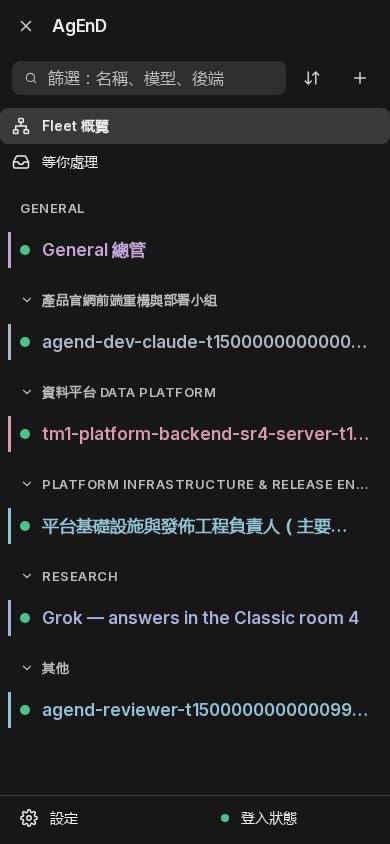 AgEnD
篩選：名稱、模型、後端
Fleet 概覽
等你處理
GENERAL
General 總管
產品官網前端重構與部署小組
agend-dev-claude-t1500000000000…
資料平台 DATA PLATFORM
tm1-platform-backend-sr4-server-t1…
PLATFORM INFRASTRUCTURE & RELEASE EN…
平台基礎設施與發佈工程負責人（主要…
RESEARCH
Grok — answers in the Classic room 4
其他
agend-reviewer-t150000000000099…
設定
登入狀態